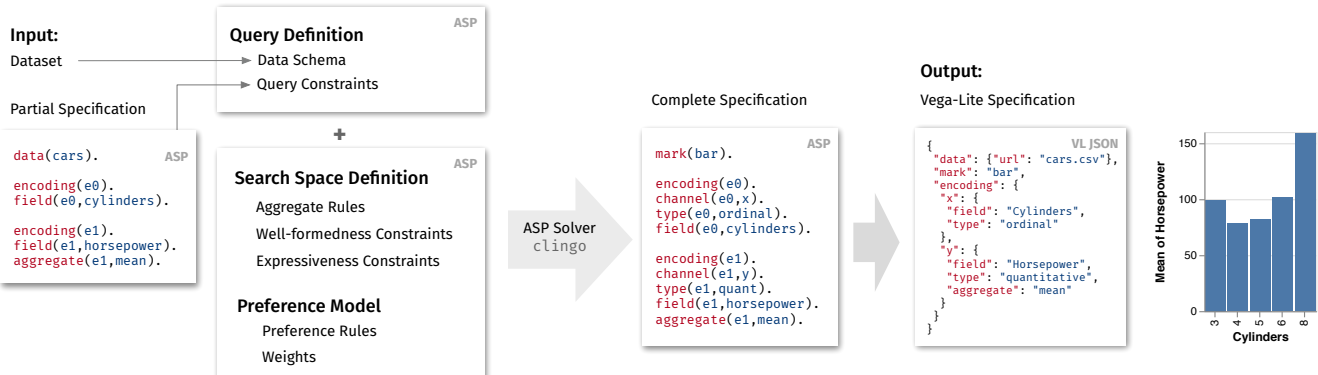 Input:
Dataset
Partial Specification
ASP
data(cars).
encoding(e0).
field(e0,cylinders).
encoding(e1).
field(e1,horsepower).
aggregate(e1,mean).
ASP
Query Definition
Data Schema
Query Constraints
+
ASP
Search Space Definition
Aggregate Rules
Well-formedness Constraints
Expressiveness Constraints
Preference Model
Preference Rules
Weights
ASP Solver
clingo
Complete Specification
ASP
mark(bar).
encoding(e0).
channel(e0,x).
type(e0,ordinal).
field(e0,cylinders).
encoding(e1).
channel(e1,y).
type(e1,quant).
field(e1,horsepower).
aggregate(e1,mean).
Output:
Vega-Lite Specification
VL JSON
{
"data": {"url": "cars.csv"},
"mark": "bar",
"encoding": {
"x": {
"field": "Cylinders",
"type": "ordinal"
},
"y": {
"field": "Horsepower",
"type": "quantitative",
"aggregate": "mean"
}
}
}
Mean of Horsepower
150
100
50
0
3 4 5 6 8
Cylinders